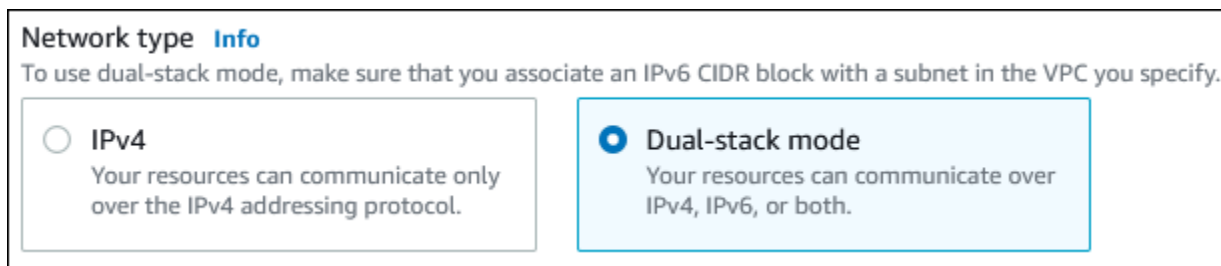 Network type Info
To use dual-stack mode, make sure that you associate an IPv6 CIDR block with a subnet in the VPC you specify.
IPv4
Your resources can communicate only
over the IPv4 addressing protocol.
Dual-stack mode
Your resources can communicate over
IPv4, IPv6, or both.